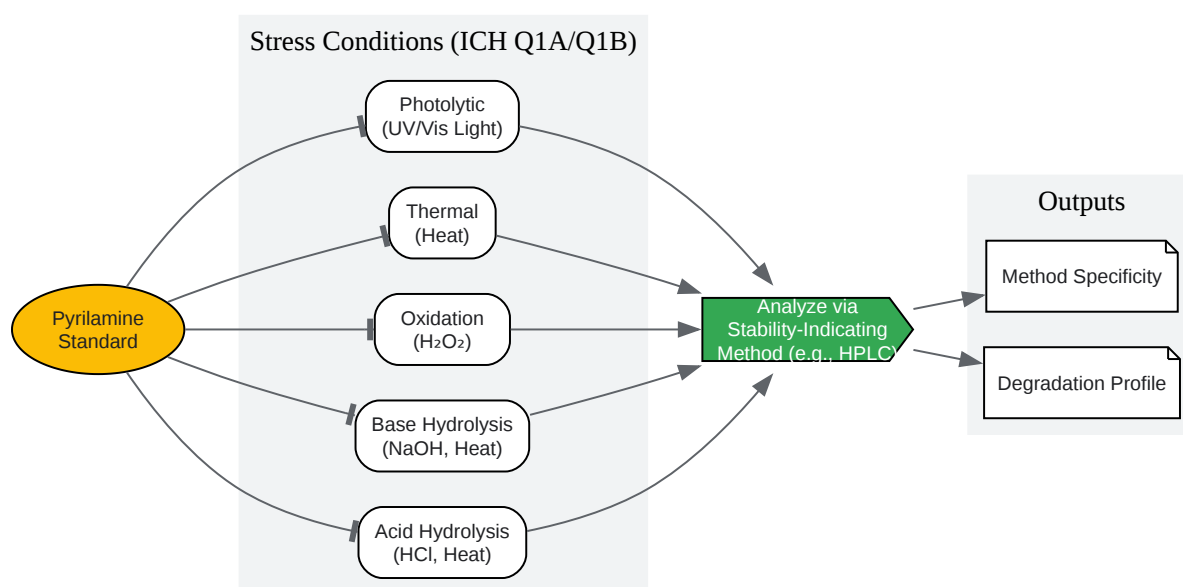 Stress Conditions (ICH Q1A/Q1B)
Photolytic
(UV/Vis Light)
Thermal
(Heat)
Oxidation
(H₂O₂)
Base Hydrolysis
(NaOH, Heat)
Acid Hydrolysis
(HCl, Heat)
Pyrilamine
Standard
Analyze via
Stability-Indicating
Method (e.g., HPLC)
Outputs
Method Specificity
Degradation Profile